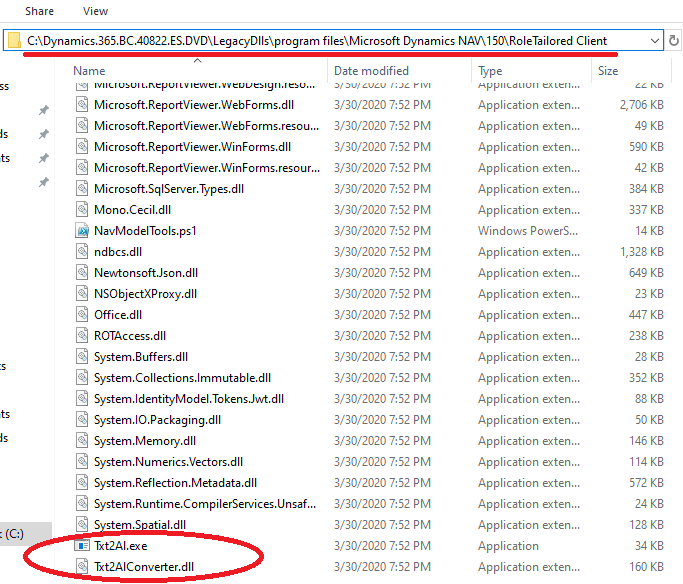 Share View
C:\Dynamics.365.BC.40822.ES.DVD\LegacyDlls\program files\Microsoft Dynamics NAV\150\RoleTailored Client
Name Date modified Type Size
ss
Microsoft.ReportViewer.WebDesign.reso... 3/30/2020 7:52 PM Application exten... 22 KB
Microsoft.ReportViewer.WebForms.dll 3/30/2020 7:52 PM Application exten... 2,706 KB
ds Microsoft.ReportViewer.WebForms.resou... 3/30/2020 7:52 PM Application exten... 49 KB
Microsoft.ReportViewer.WinForms.dll 3/30/2020 7:52 PM Application exten... 590 KB
nts Microsoft.ReportViewer.WinForms.resour... 3/30/2020 7:52 PM Application exten... 42 KB
Microsoft.SqlServer.Types.dll 3/30/2020 7:52 PM Application exten... 384 KB
Mono.Cecil.dll 3/30/2020 7:52 PM Application exten... 337 KB
NavModelTools.ps1 3/30/2020 7:52 PM Windows PowerS... 14 KB
ndbcs.dll 3/30/2020 7:52 PM Application exten... 1,328 KB
NewtonSoft.Json.dll 3/30/2020 7:52 PM Application exten... 649 KB
NSObjectXProxy.dll 3/30/2020 7:52 PM Application exten... 23 KB
Office.dll 3/30/2020 7:52 PM Application exten... 447 KB
ROTAccess.dll 3/30/2020 7:52 PM Application exten... 238 KB
System.Buffers.dll 3/30/2020 7:52 PM Application exten... 28 KB
ts System.Collections.Immutable.dll 3/30/2020 7:52 PM Application exten... 352 KB
System.IdentityModel.Tokens.Jwt.dll 3/30/2020 7:52 PM Application exten... 88 KB
nts System.IO.Packaging.dll 3/30/2020 7:52 PM Application exten... 50 KB
ds System.Memory.dll 3/30/2020 7:52 PM Application exten... 146 KB
System.Numerics.Vectors.dll 3/30/2020 7:52 PM Application exten... 114 KB
System.Reflection.Metadata.dll 3/30/2020 7:52 PM Application exten... 572 KB
System.Runtime.CompilerServices.Unsaf... 3/30/2020 7:52 PM Application exten... 24 KB
System.Spatial.dll 3/30/2020 7:52 PM Application exten... 128 KB
: (C:) Txt2Al.exe 3/30/2020 7:52 PM Application 34 KB
Txt2AlConverter.dll 3/30/2020 7:52 PM Application exten... 160 KB